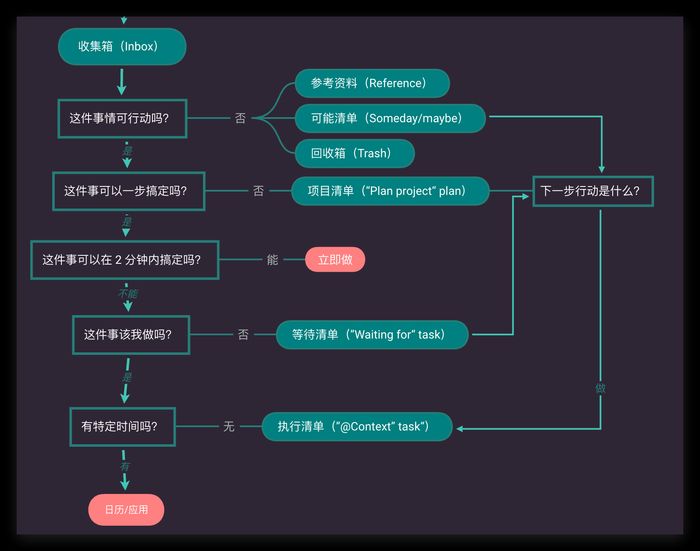 收集箱（Inbox）
这件事情可行动吗?
否
参考资料（Reference）
可能清单（Someday/maybe）
回收箱（Trash）
是
这件事可以一步搞定吗?
否
项目清单（“Plan project” plan）
下一步行动是什么?
是
这件事可以在 2 分钟内搞定吗?
能
立即做
不能
这件事该我做吗?
否
等待清单（“Waiting for” task）
是
做
有特定时间吗?
无
执行清单（“@Context” task“）
有
日历/应用